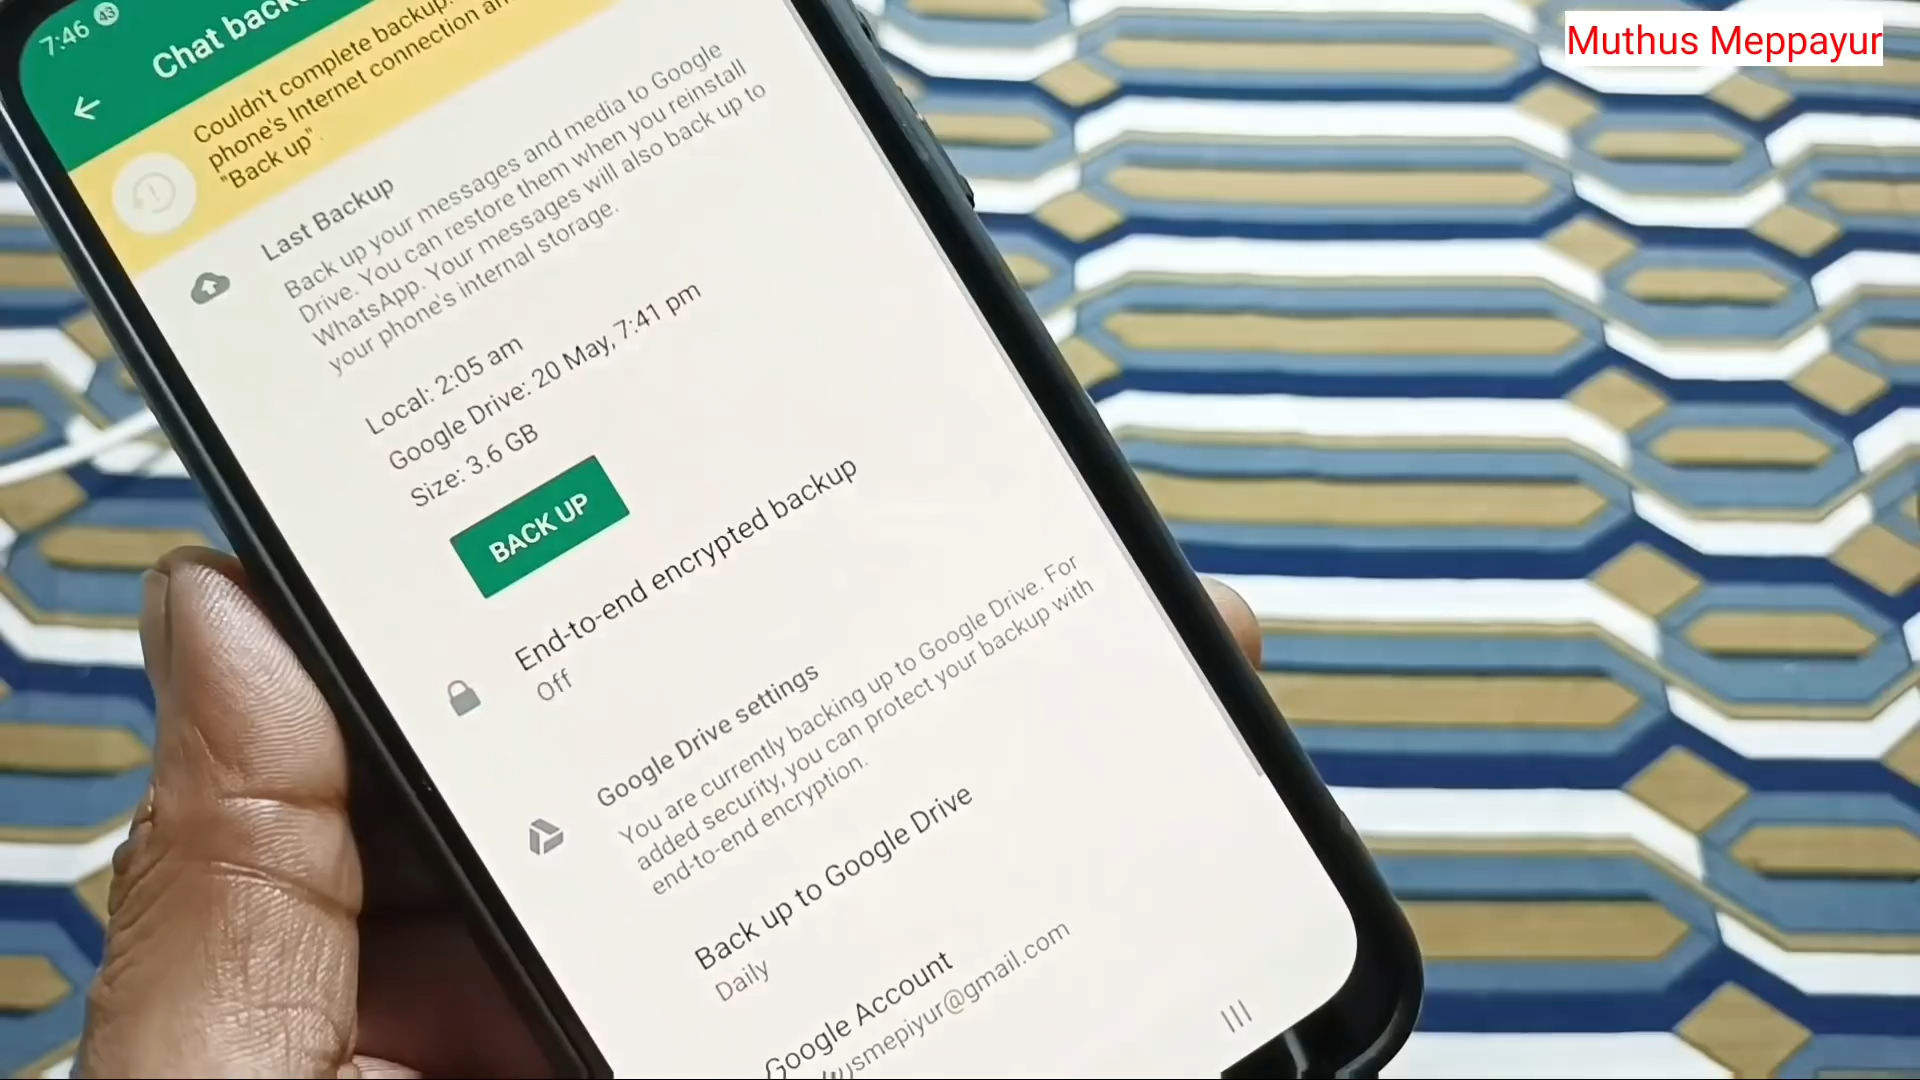 Muthus Meppayur
7:46 43
Chat
Couldn't complete backup.
phone's Internet connection
"Back up"
Last Backup
Back up your messages and media to Google
Drive. You can restore them when you reinstall
WhatsApp. Your messages will also back up to
your phone's internal storage.
Local: 2:05 am
Google Drive: 20 May, 7:41 pm
Size: 3.6 GB
BACK UP
End-to-end encrypted backup
Off
Google Drive settings
You are currently backing up to Google Drive. For
added security, you can protect your backup with
end-to-end encryption.
Back up to Google Drive
Daily
Google Account